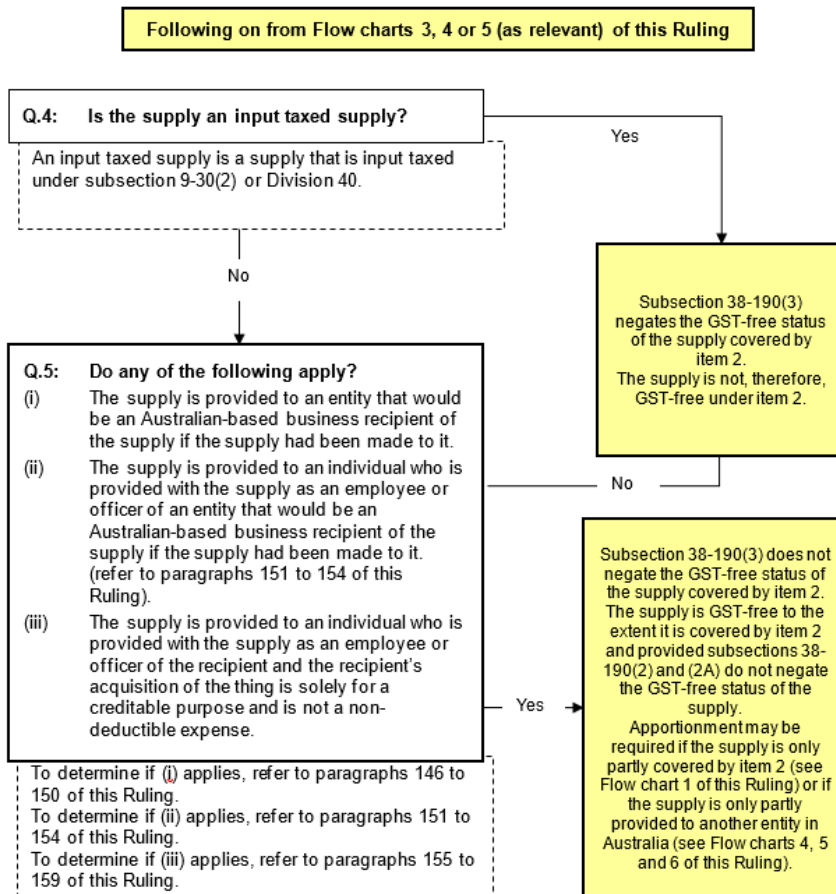 Following on from Flow charts 3, 4 or 5 (as relevant) of this Ruling
Q.4: Is the supply an input taxed supply?
Yes
An input taxed supply is a supply that is input taxed
under subsection 9-30(2) or Division 40.
No
Subsection 38-190(3)
negates the GST-free status
of the supply covered by
item 2.
The supply is not, therefore,
GST-free under item 2.
Q.5: Do any of the following apply?
(i) The supply is provided to an entity that would
be an Australian-based business recipient of
the supply if the supply had been made to it.
(ii) The supply is provided to an individual who is
provided with the supply as an employee or
officer of an entity that would be an
Australian-based business recipient of the
supply if the supply had been made to it.
(refer to paragraphs 151 to 154 of this
Ruling).
(iii) The supply is provided to an individual who is
provided with the supply as an employee or
officer of the recipient and the recipient's
acquisition of the thing is solely for a
creditable purpose and is not a non-
deductible expense.
No
Yes
Subsection 38-190(3) does not
negate the GST-free status of
the supply covered by item 2.
The supply is GST-free to the
extent it is covered by item 2
and provided subsections 38-
190(2) and (2A) do not negate
the GST-free status of the
supply.
Apportionment may be
required if the supply is only
partly covered by item 2 (see
Flow chart 1 of this Ruling) or if
the supply is only partly
provided to another entity in
Australia (see Flow charts 4, 5
and 6 of this Ruling).
To determine if (i) applies, refer to paragraphs 146 to
150 of this Ruling.
To determine if (ii) applies, refer to paragraphs 151 to
154 of this Ruling.
To determine if (iii) applies, refer to paragraphs 155 to
159 of this Ruling.